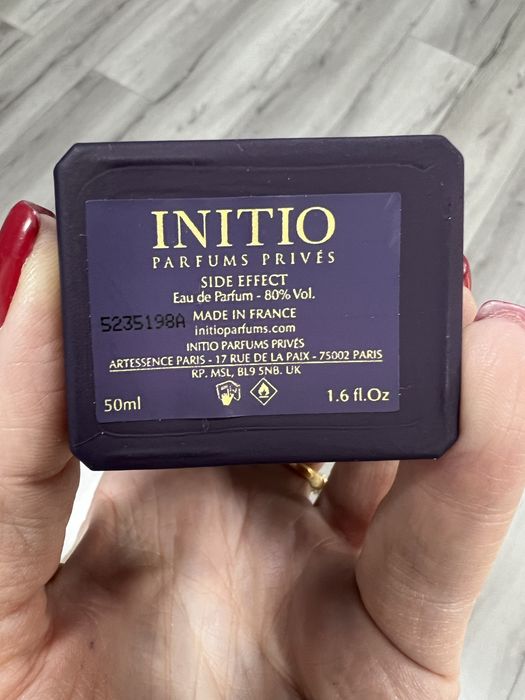 INITIO
PARFUMS PRIVÉS
SIDE EFFECT
Eau de Parfum - 80% Vol.
5235198A MADE IN FRANCE
initioparfums.com
INITIO PARFUMS PRIVÉS
ARTESSENCE PARIS - 17 RUE DE LA PAIX - 75002 PARIS
RP. MSL, BL9 5NB. UK
50ml 1.6 fl.Oz